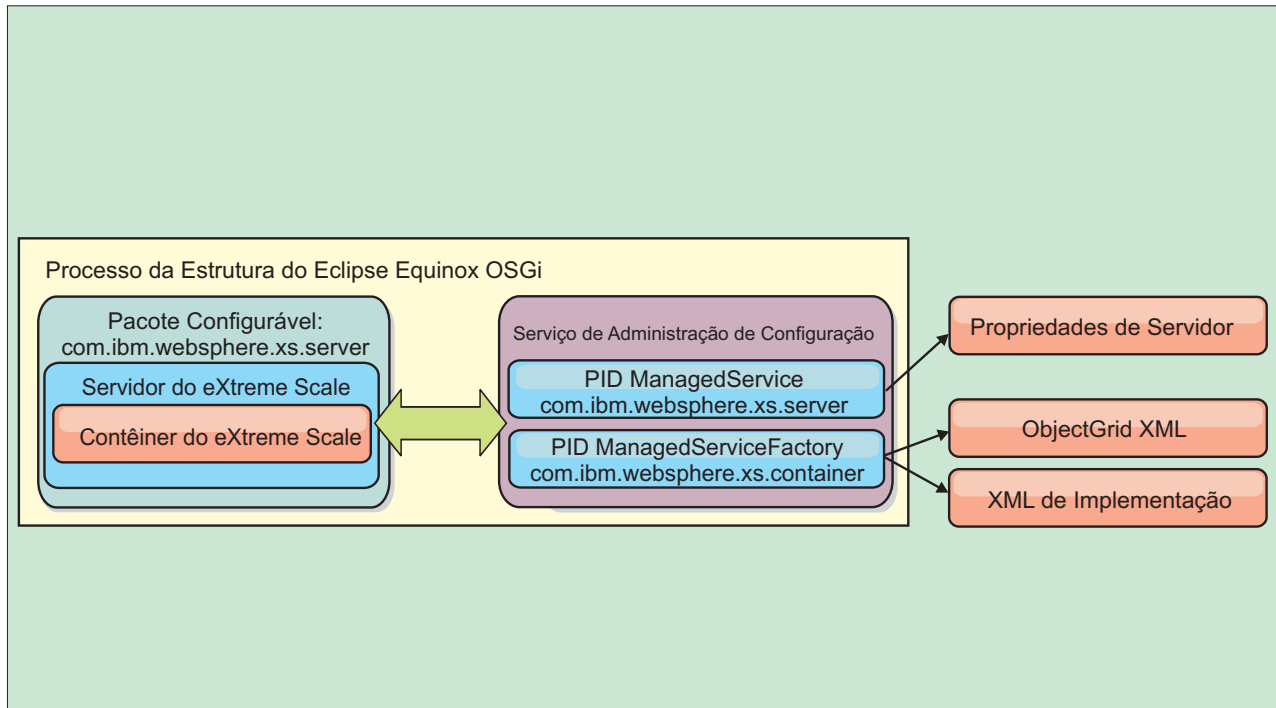 Processo da Estrutura do Eclipse Equinox OSGi
Pacote Configurável:
com.ibm.websphere.xs.server
Servidor do eXtreme Scale
Contêiner do eXtreme Scale
Serviço de Administração de Configuração
PID ManagedService
com.ibm.websphere.xs.server
PID ManagedServiceFactory
com.ibm.websphere.xs.container
Propriedades de Servidor
ObjectGrid XML
XML de Implementação